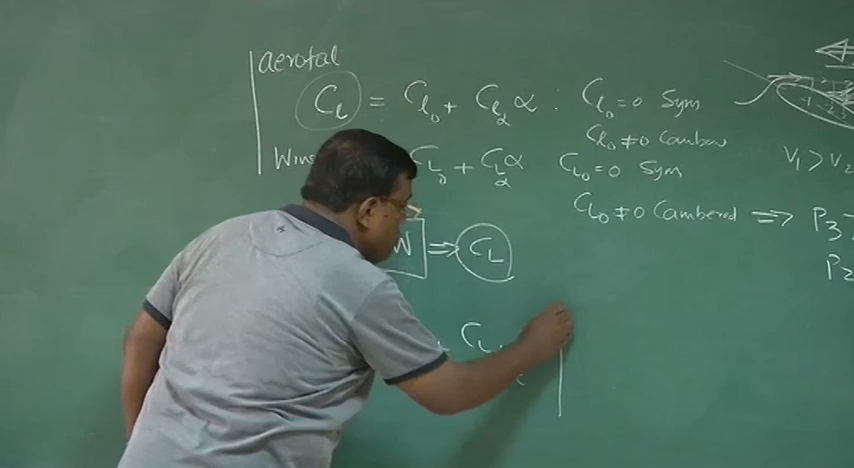 Aerofoil
Cl = Cl0 + Clα α : Cl0 = 0 Sym
Cl0 ≠ 0 Camber
CL0 + CLα α CL0 = 0 Sym
V1 > V2
CL0 ≠ 0 Cambered ⇒ P3
P2
W ⇒ CL
CL